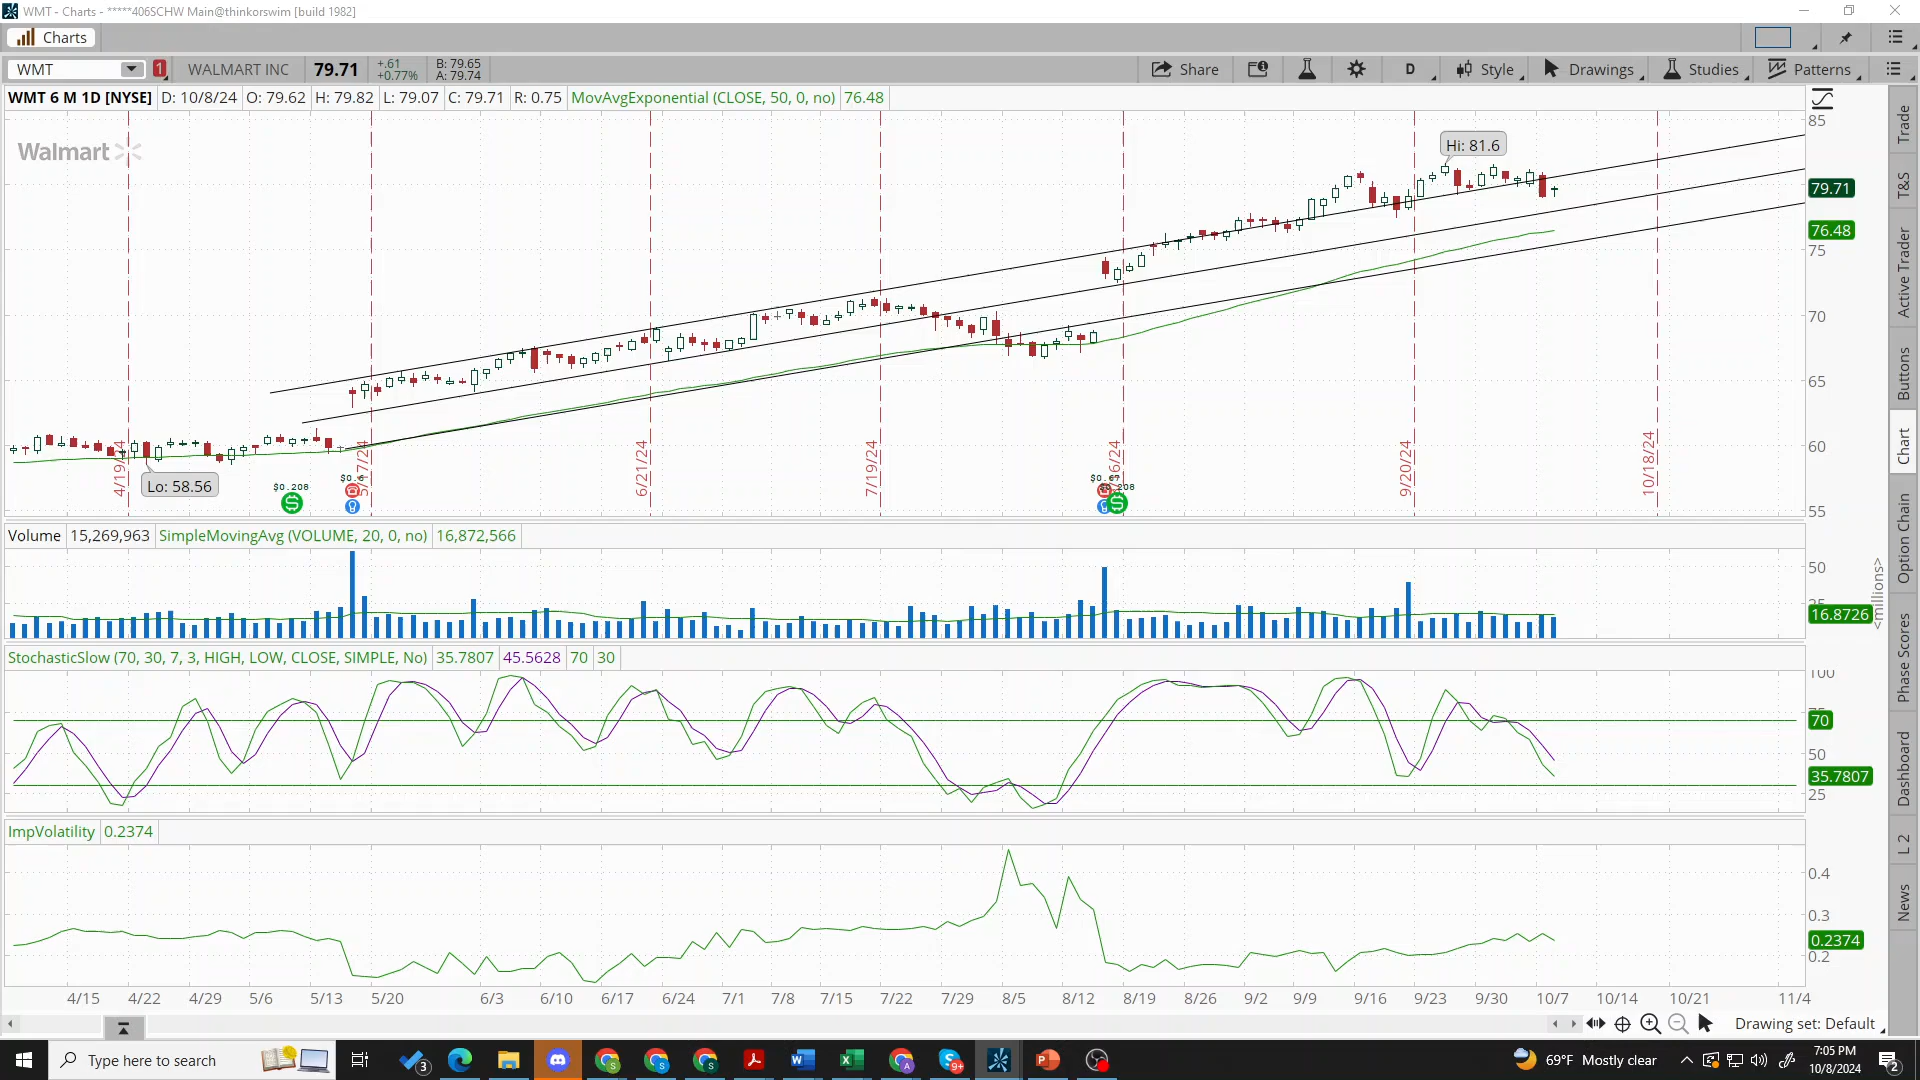 WMT - Charts - *****406SCHW Main@thinkorswim [build 1982]
Charts
WMT 1 WALMART INC 79.71 +.61 +0.77% B: 79.65 A: 79.74 Share D Style Drawings Studies Patterns
WMT 6 M 1D [NYSE] D: 10/8/24 O: 79.62 H: 79.82 L: 79.07 C: 79.71 R: 0.75 MovAvgExponential (CLOSE, 50, 0, no) 76.48
85
Walmart
Hi: 81.6
79.71
76.48
75
70
65
60
55
Lo: 58.56
4/19/24
6/21/24
7/19/24
9/20/24
10/18/24
$0.208
$0.67
Volume 15,269,963 SimpleMovingAvg (VOLUME, 20, 0, no) 16,872,566
50
16.8726
<millions>
StochasticSlow (70, 30, 7, 3, HIGH, LOW, CLOSE, SIMPLE, No) 35.7807 45.5628 70 30
100
70
50
35.7807
25
ImpVolatility 0.2374
0.4
0.3
0.2374
0.2
4/15 4/22 4/29 5/6 5/13 5/20 6/3 6/10 6/17 6/24 7/1 7/8 7/15 7/22 7/29 8/5 8/12 8/19 8/26 9/2 9/9 9/16 9/23 9/30 10/7 10/14 10/21 11/4
Drawing set: Default
Trade
T&S
Active Trader
Buttons
Chart
Option Chain
Phase Scores
Dashboard
L 2
News
Type here to search
3
9+
69°F Mostly clear
7:05 PM
10/8/2024
2